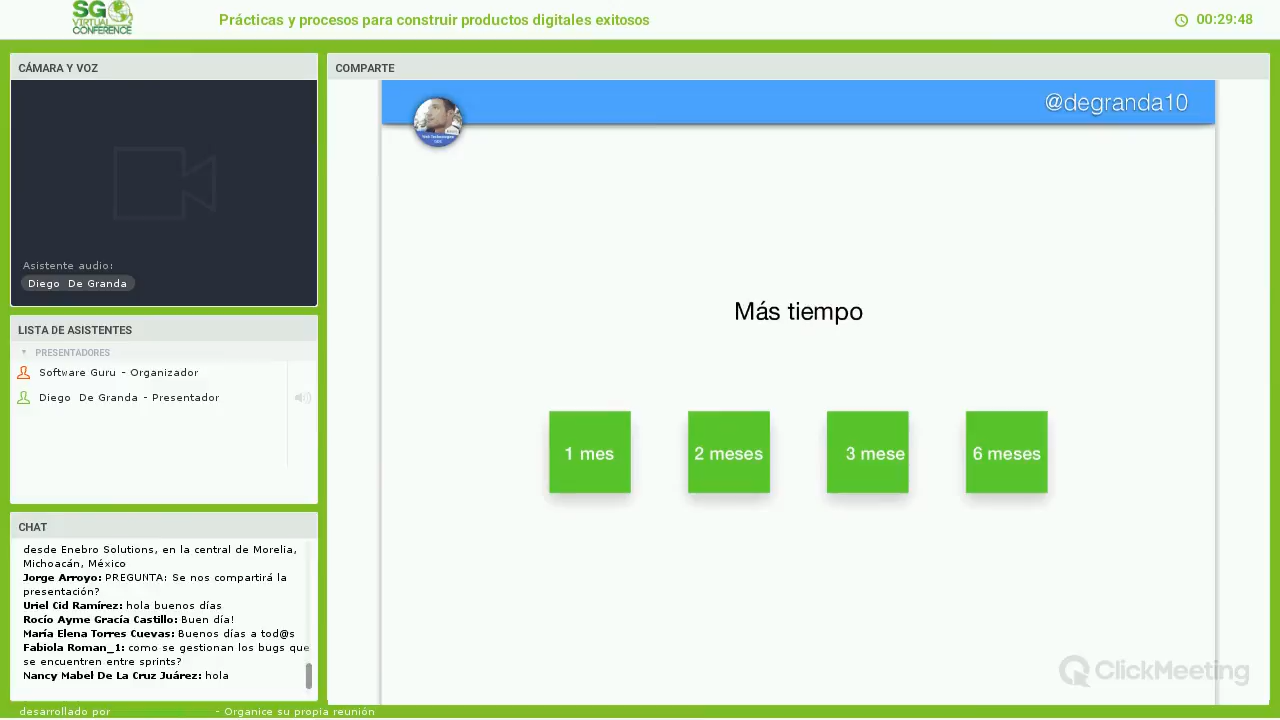 SG
VIRTUAL
CONFERENCE
Prácticas y procesos para construir productos digitales exitosos
00:29:48
CÁMARA Y VOZ
Asistente audio:
Diego De Granda
LISTA DE ASISTENTES
PRESENTADORES
Software Guru - Organizador
Diego De Granda - Presentador
CHAT
desde Enebro Solutions, en la central de Morelia,
Michoacán, México
Jorge Arroyo: PREGUNTA: Se nos compartirá la
presentación?
Uriel Cid Ramírez: hola buenos días
Rocío Ayme Gracía Castillo: Buen día!
María Elena Torres Cuevas: Buenos días a tod@s
Fabiola Roman_1: como se gestionan los bugs que
se encuentren entre sprints?
Nancy Mabel De La Cruz Juárez: hola
desarrollado por - Organice su propia reunión
COMPARTE
@degranda10
Más tiempo
1 mes
2 meses
3 mese
6 meses
ClickMeeting